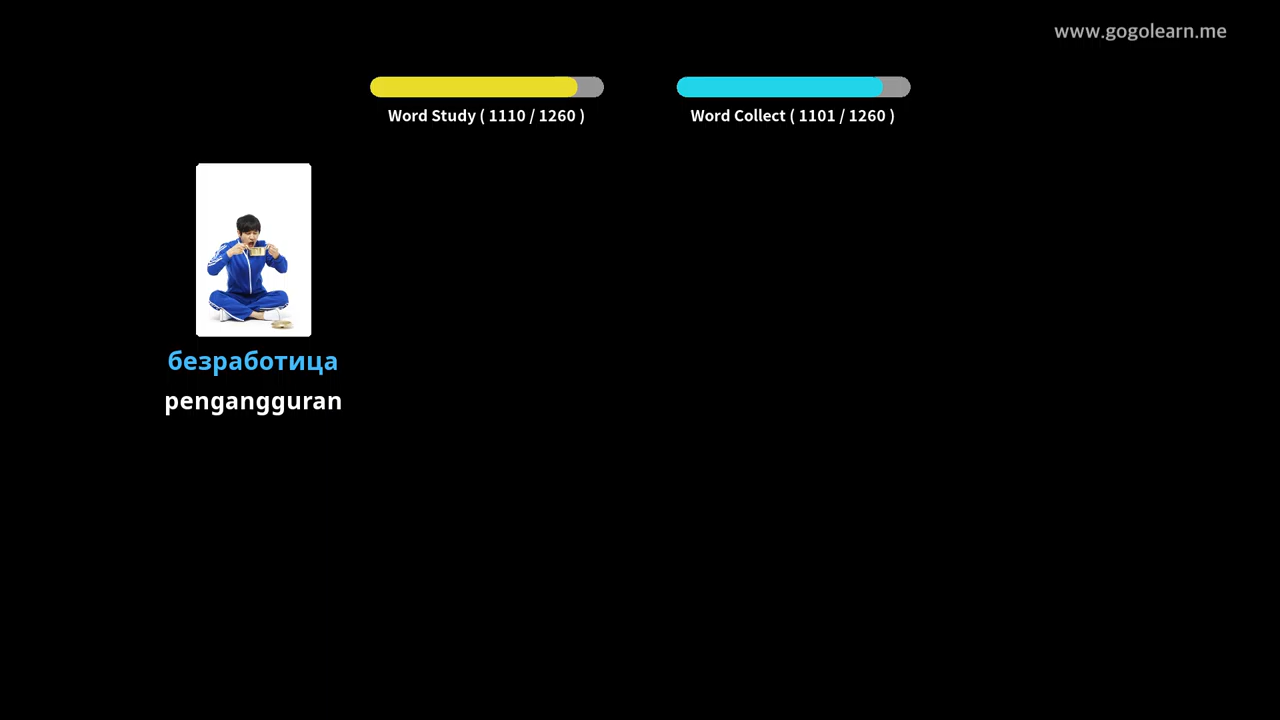 www.gogolearn.me
Word Study ( 1110 / 1260 )
Word Collect ( 1101 / 1260 )
безработица
pengangguran